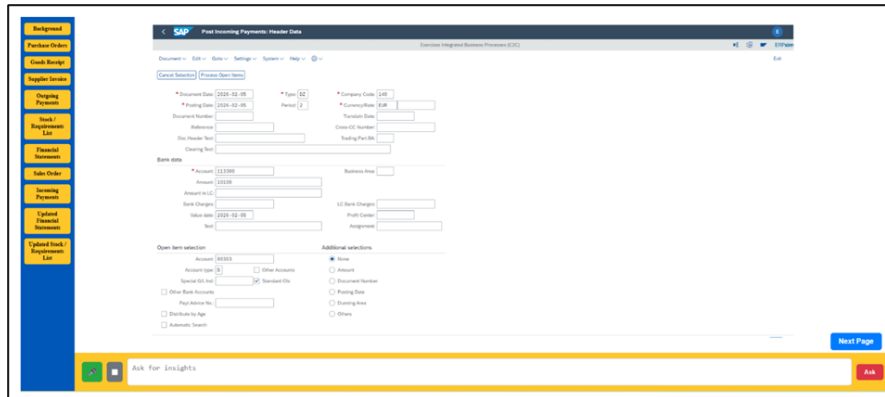 Background
Purchase Orders
Goods Receipt
Supplier Invoice
Outgoing
Payments
Stock /
Requirements
List
Financial
Statements
Sales Order
Incoming
Payments
Updated
Financial
Statements
Updated Stock /
Requirements
List
SAP Post Incoming Payments: Header Data
Exercise Integrated Business Processes (C2C)
Document Edit Goto Settings System Help
Exit
Cancel Selection Process Open Items
* Document Date: 2026-02-05 * Type: DZ * Company Code: 140
* Posting Date: 2026-02-05 Period: 2 * Currency/Rate: EUR
Document Number: Translatn Date:
Reference: Cross-CC Number:
Doc. Header Text: Trading Part.BA:
Clearing Text:
Bank data
* Account: 113300 Business Area:
Amount: 10150
Amount in LC:
Bank Charges: LC Bank Charges:
Value date: 2026-02-05 Profit Center:
Text: Assignment:
Open item selection Additional selections
Account: None
Account type: D Other Accounts Amount
Special G/L Ind: Standard OIs Document Number
Other Bank Accounts Posting Date
Payt Advice No.: Dunning Area
Distribute by Age Others
Automatic Search
Next Page
Ask for insights
Ask